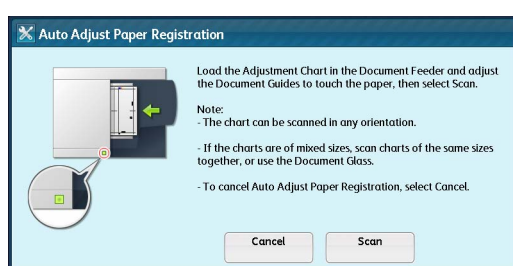 Auto Adjust Paper Registration
Load the Adjustment Chart in the Document Feeder and adjust
the Document Guides to touch the paper, then select Scan.
Note:
- The chart can be scanned in any orientation.
- If the charts are of mixed sizes, scan charts of the same sizes
together, or use the Document Glass.
- To cancel Auto Adjust Paper Registration, select Cancel.
Cancel
Scan